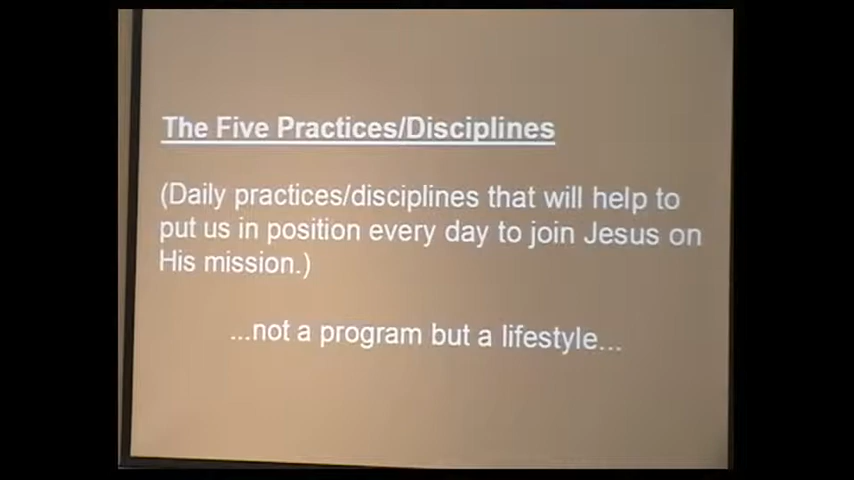 The Five Practices/Disciplines
(Daily practices/disciplines that will help to
put us in position every day to join Jesus on
His mission.)
...not a program but a lifestyle...